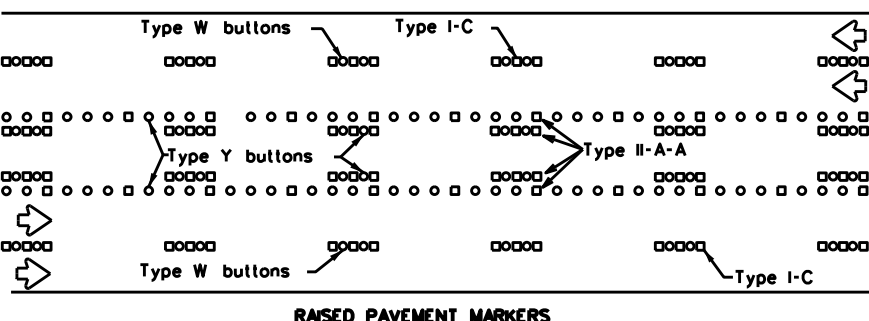 Type W buttons
Type I-C
Type Y buttons
Type II-A-A
Type W buttons
Type I-C
RAISED PAVEMENT MARKERS